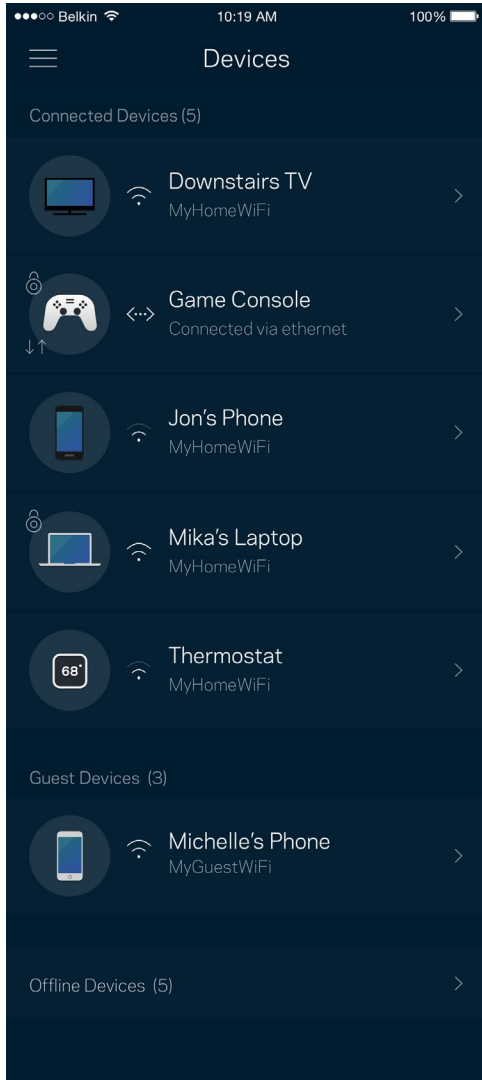 Belkin 10:19 AM 100%
Devices
Connected Devices (5)
Downstairs TV
MyHomeWiFi
Game Console
Connected via ethernet
Jon's Phone
MyHomeWiFi
Mika's Laptop
MyHomeWiFi
68°
Thermostat
MyHomeWiFi
Guest Devices (3)
Michelle's Phone
MyGuestWiFi
Offline Devices (5)